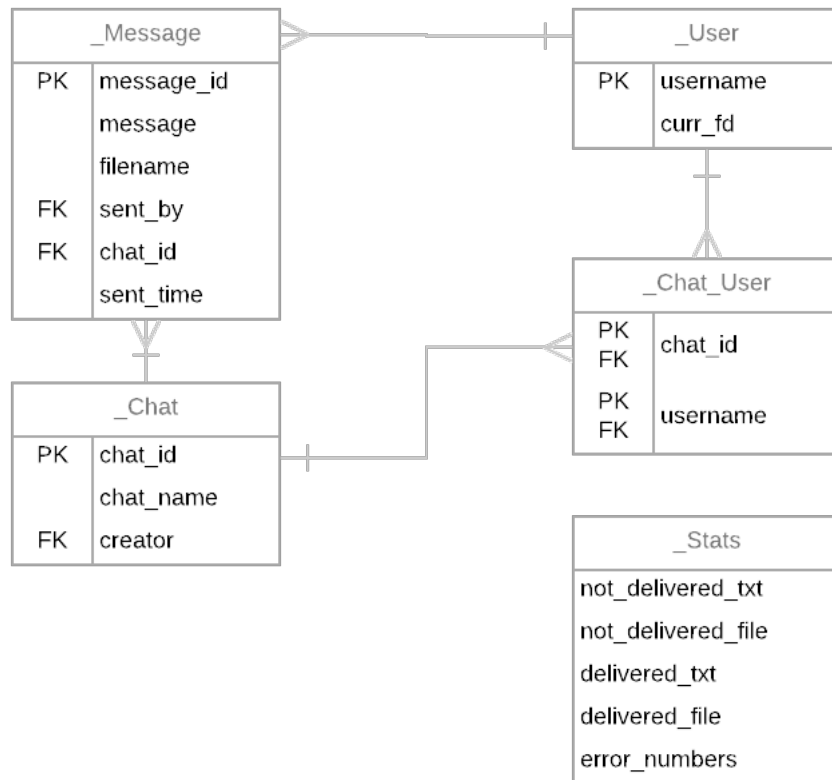 _Message
PK message_id
message
filename
FK sent_by
FK chat_id
sent_time
_User
PK username
curr_fd
_Chat_User
PK
FK
chat_id
PK
FK
username
_Chat
PK chat_id
chat_name
FK creator
_Stats
not_delivered_txt
not_delivered_file
delivered_txt
delivered_file
error_numbers